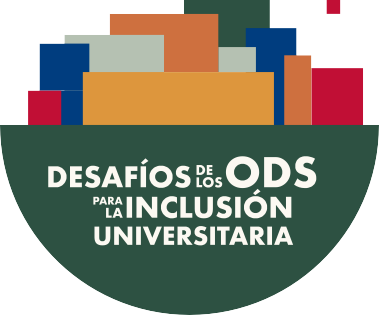 DESAFÍOS DE LOS ODS
PARA LA INCLUSIÓN
UNIVERSITARIA